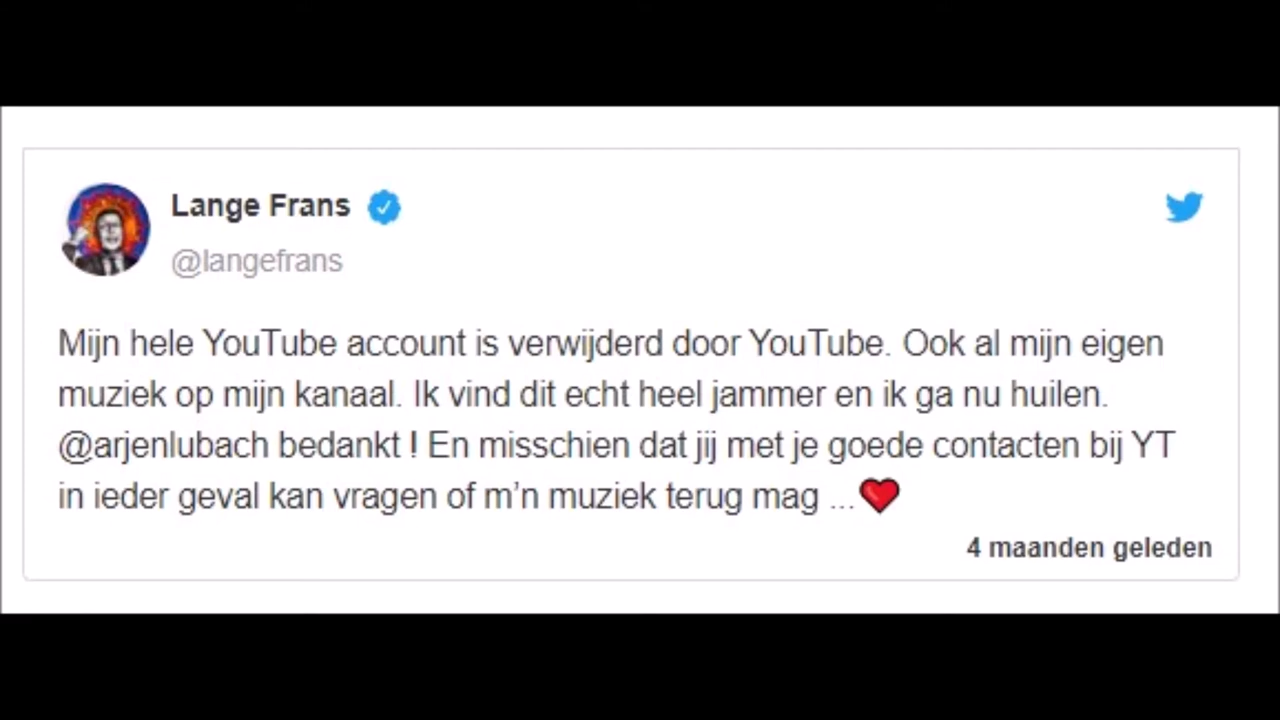 Lange Frans
@langefrans
Mijn hele YouTube account is verwijderd door YouTube. Ook al mijn eigen
muziek op mijn kanaal. Ik vind dit echt heel jammer en ik ga nu huilen.
@arjenlubach bedankt ! En misschien dat jij met je goede contacten bij YT
in ieder geval kan vragen of m’n muziek terug mag ...❤️
4 maanden geleden